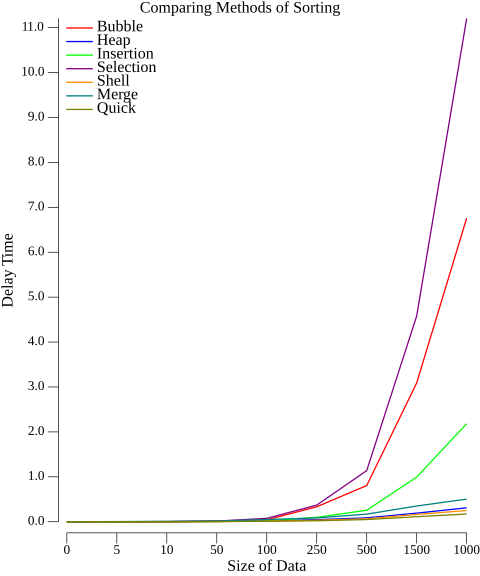 Comparing Methods of Sorting
Bubble
Heap
Insertion
Selection
Shell
Merge
Quick
Delay Time
11.0
10.0
9.0
8.0
7.0
6.0
5.0
4.0
3.0
2.0
1.0
0.0
0 5 10 50 100 250 500 1500 1000
Size of Data